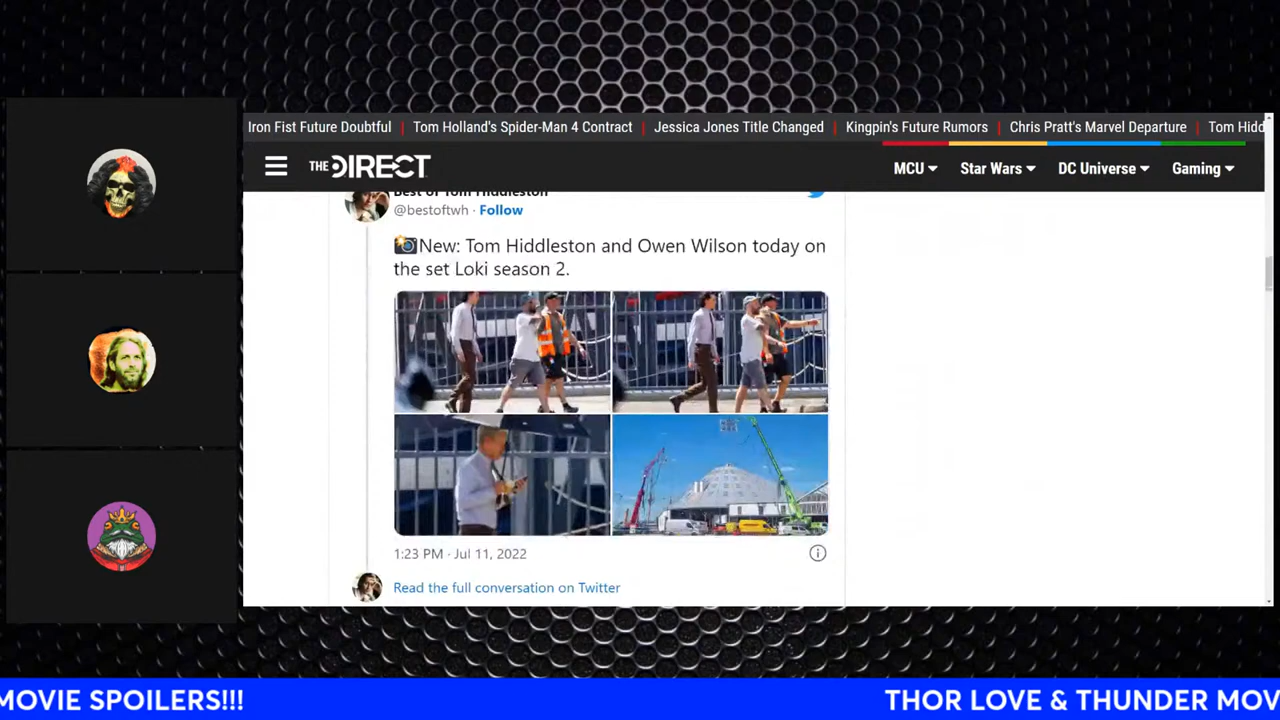 Iron Fist Future Doubtful | Tom Holland's Spider-Man 4 Contract | Jessica Jones Title Changed | Kingpin's Future Rumors | Chris Pratt's Marvel Departure | Tom Hidd
THE DIRECT
MCU Star Wars DC Universe Gaming
Best of Tom Hiddleston
@bestoftwh · Follow
New: Tom Hiddleston and Owen Wilson today on
the set Loki season 2.
1:23 PM · Jul 11, 2022
Read the full conversation on Twitter
MOVIE SPOILERS!!! THOR LOVE & THUNDER MOV